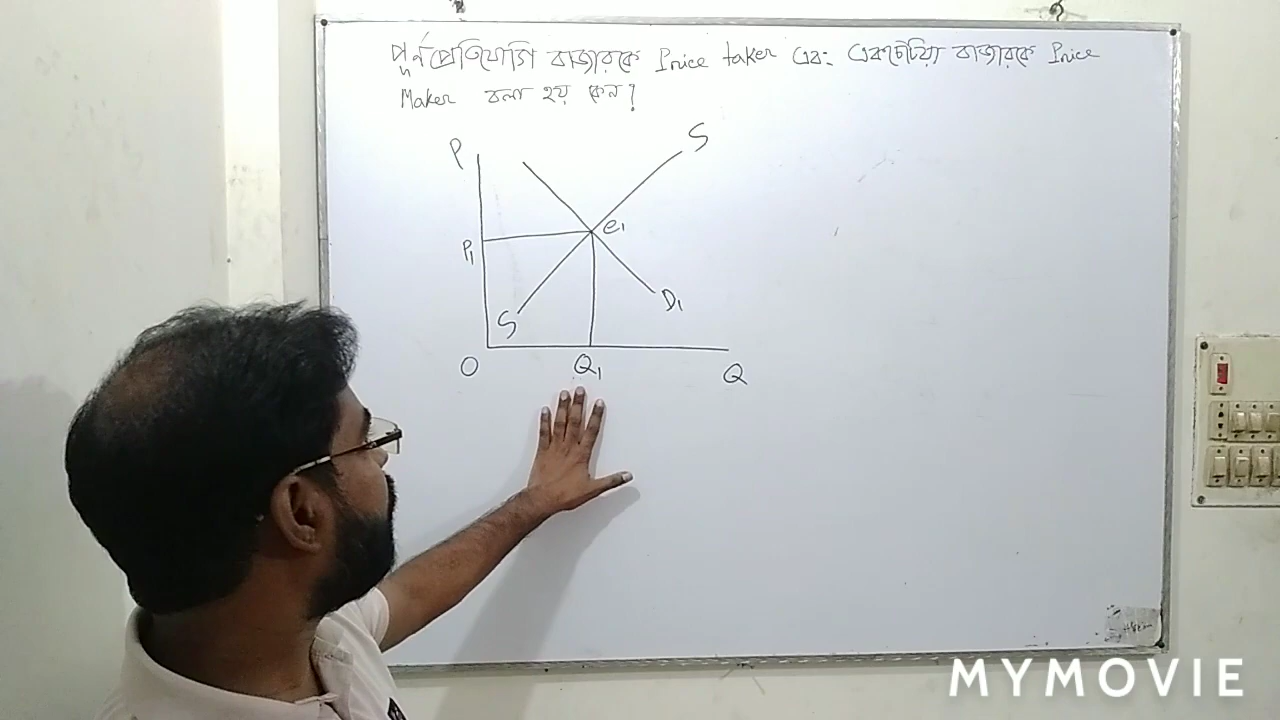 পূর্ণপ্রতিযোগি বাজারকে Price taker এবং একচেটিয়া বাজারকে Price
Maker বলা হয় কেন?
P
S
P1
e1
S
D1
O
Q1
Q
MYMOVIE